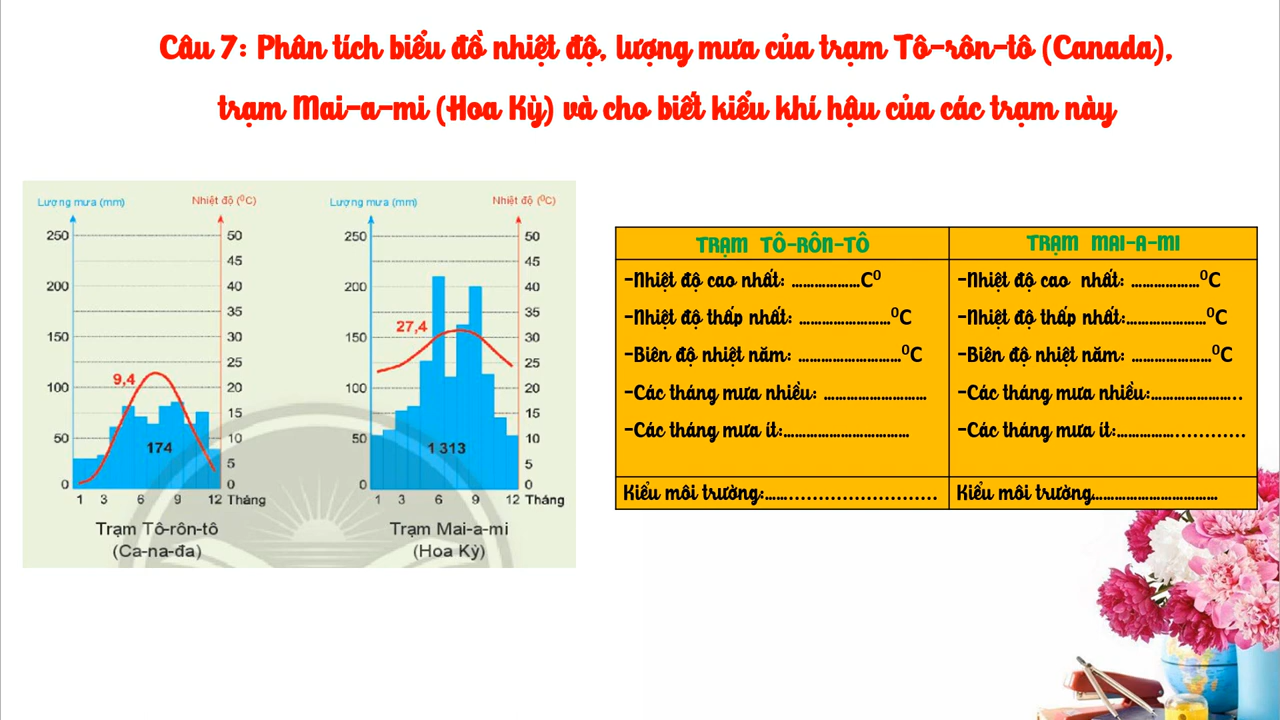 Câu 7: Phân tích biểu đồ nhiệt độ, lượng mưa của trạm Tô-rôn-tô (Canada),
trạm Mai-a-mi (Hoa Kỳ) và cho biết kiểu khí hậu của các trạm này
Lượng mưa (mm)
Nhiệt độ (⁰C)
250
200
150
100
50
0
50
45
40
35
30
25
20
15
10
5
0
9,4
174
1 3 6 9 12 Tháng
Trạm Tô-rôn-tô
(Ca-na-đa)
Lượng mưa (mm)
Nhiệt độ (⁰C)
250
200
150
100
50
0
50
45
40
35
30
25
20
15
10
5
0
27,4
1 313
1 3 6 9 12 Tháng
Trạm Mai-a-mi
(Hoa Kỳ)
TRẠM TÔ-RÔN-TÔ
-Nhiệt độ cao nhất: ………………C⁰
-Nhiệt độ thấp nhất: ……………………⁰C
-Biên độ nhiệt năm: ………………………⁰C
-Các tháng mưa nhiều: ………………………
-Các tháng mưa ít:……………………………
Kiểu môi trường:……..........................
TRẠM MAI-A-MI
-Nhiệt độ cao nhất: ………………⁰C
-Nhiệt độ thấp nhất:…………………⁰C
-Biên độ nhiệt năm: …………………⁰C
-Các tháng mưa nhiều:…………………..
-Các tháng mưa ít:……………............
Kiểu môi trường……………………………